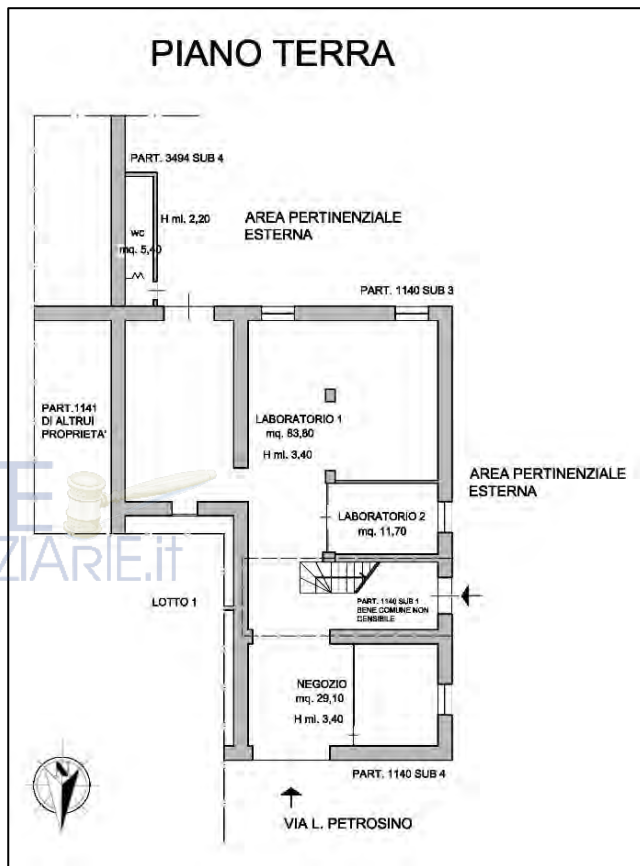 PIANO TERRA
PART. 3494 SUB 4
H ml. 2,20
wc
mq. 5,40
AREA PERTINENZIALE
ESTERNA
PART. 1140 SUB 3
PART.1141
DI ALTRUI
PROPRIETA'
LABORATORIO 1
mq. 83,80
H ml. 3,40
AREA PERTINENZIALE
ESTERNA
LABORATORIO 2
mq. 11,70
E
ZIARIE.it
LOTTO 1
PART. 1140 SUB 1
BENE COMUNE NON
CENSIBILE
NEGOZIO
mq. 29,10
H ml. 3,40
N
PART. 1140 SUB 4
VIA L. PETROSINO